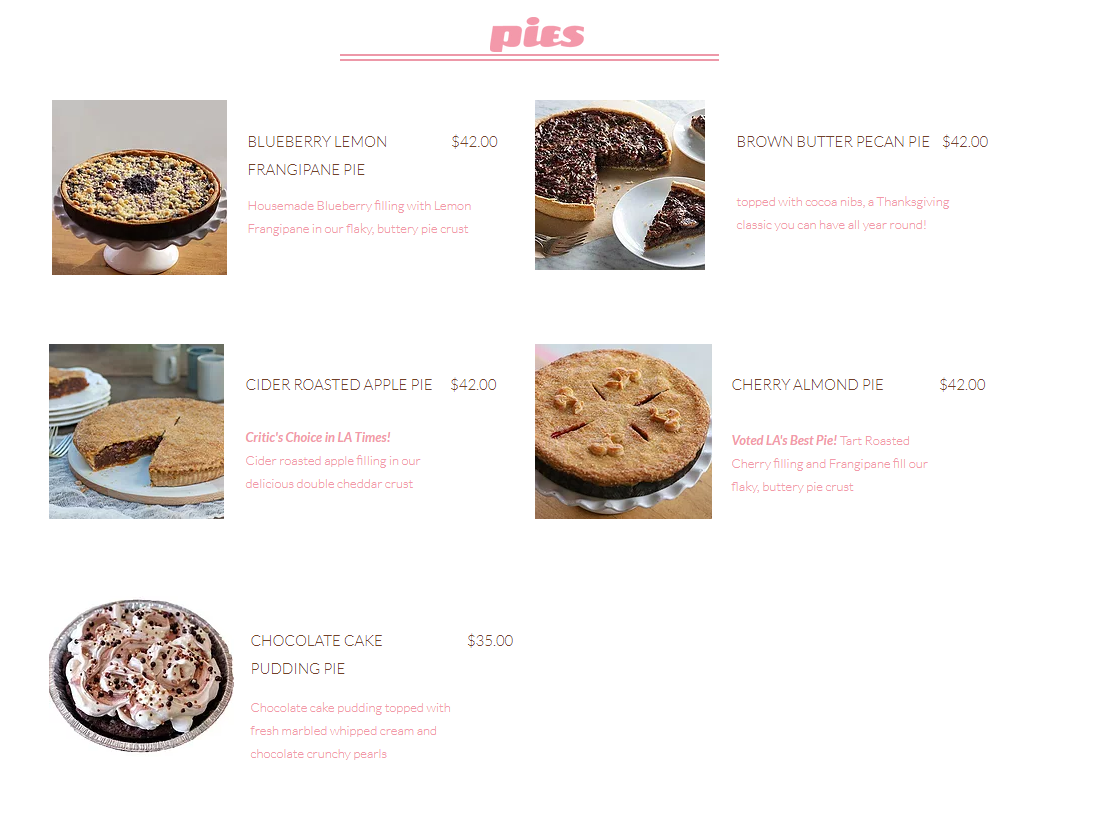 pies
BLUEBERRY LEMON $42.00
FRANGIPANE PIE
Housemade Blueberry filling with Lemon
Frangipane in our flaky, buttery pie crust
BROWN BUTTER PECAN PIE $42.00
topped with cocoa nibs, a Thanksgiving
classic you can have all year round!
CIDER ROASTED APPLE PIE $42.00
Critic's Choice in LA Times!
Cider roasted apple filling in our
delicious double cheddar crust
CHERRY ALMOND PIE $42.00
Voted LA's Best Pie! Tart Roasted
Cherry filling and Frangipane fill our
flaky, buttery pie crust
CHOCOLATE CAKE $35.00
PUDDING PIE
Chocolate cake pudding topped with
fresh marbled whipped cream and
chocolate crunchy pearls